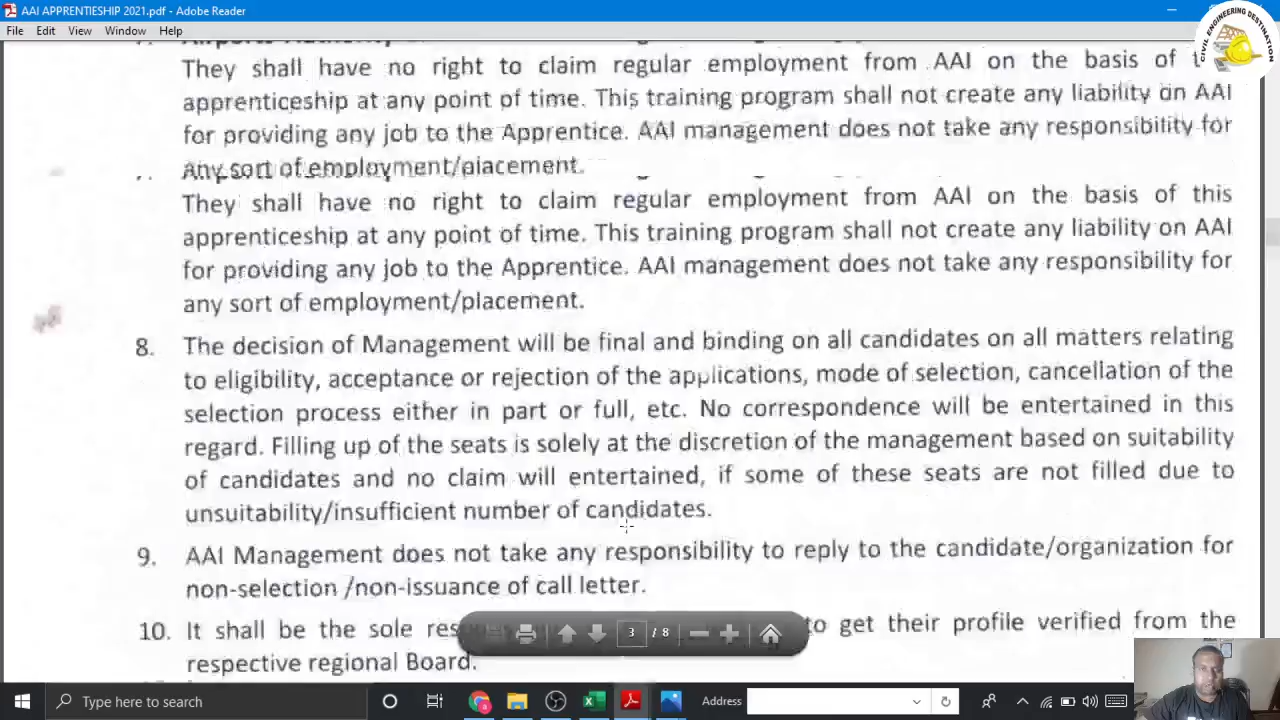 AAI APPRENTIESHIP 2021.pdf - Adobe Reader
File Edit View Window Help
CIVIL ENGINEERING DESTINATION
They shall have no right to claim regular employment from AAI on the basis of
apprenticeship at any point of time. This training program shall not create any liability on AAI
for providing any job to the Apprentice. AAI management does not take any responsibility for
any sort of employment/placement.
They shall have no right to claim regular employment from AAI on the basis of this
apprenticeship at any point of time. This training program shall not create any liability on AAI
for providing any job to the Apprentice. AAI management does not take any responsibility for
any sort of employment/placement.
8. The decision of Management will be final and binding on all candidates on all matters relating
to eligibility, acceptance or rejection of the applications, mode of selection, cancellation of the
selection process either in part or full, etc. No correspondence will be entertained in this
regard. Filling up of the seats is solely at the discretion of the management based on suitability
of candidates and no claim will entertained, if some of these seats are not filled due to
unsuitability/insufficient number of candidates.
9. AAI Management does not take any responsibility to reply to the candidate/organization for
non-selection /non-issuance of call letter.
10. It shall be the sole to get their profile verified from the
respective regional Board.
3 / 8
Type here to search
Address